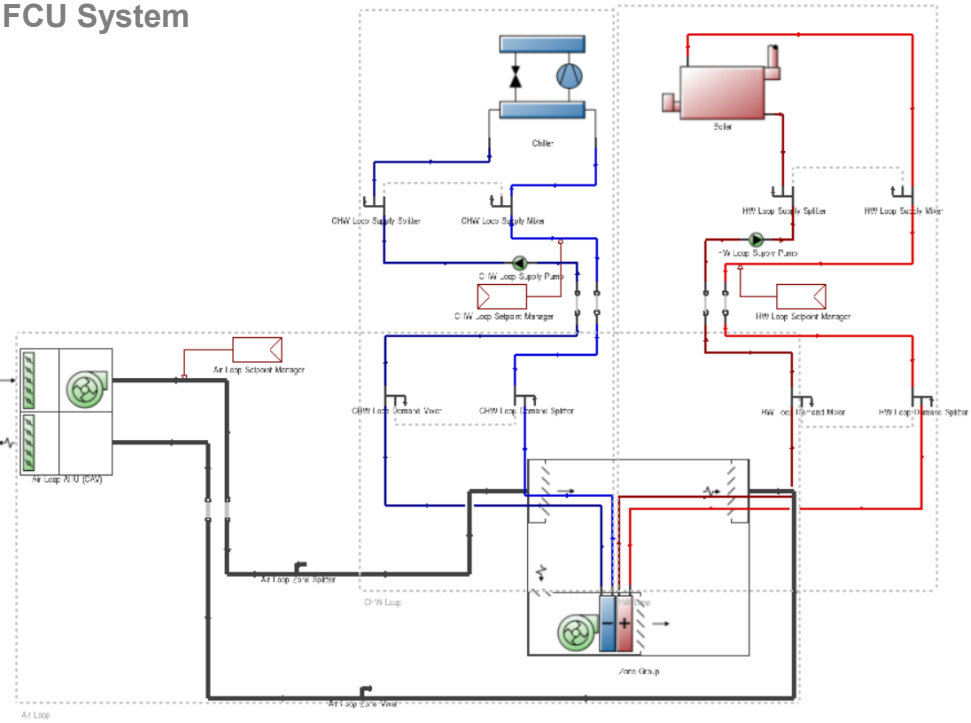 FCU System
Chiller
Boiler
CHW Loop Supply Splitter
CHW Loop Supply Mixer
HW Loop Supply Splitter
HW Loop Supply Mixer
CHW Loop Supply Pump
HW Loop Supply Pump
CHW Loop Setpoint Manager
HW Loop Setpoint Manager
Air Loop Setpoint Manager
CHW Loop Demand Mixer
CHW Loop Demand Splitter
HW Loop Demand Mixer
HW Loop Demand Splitter
Air Loop AHU (CAV)
Air Loop Zone Splitter
CHW Loop
HW Loop
Zone Group
Air Loop Zone Mixer
Air Loop